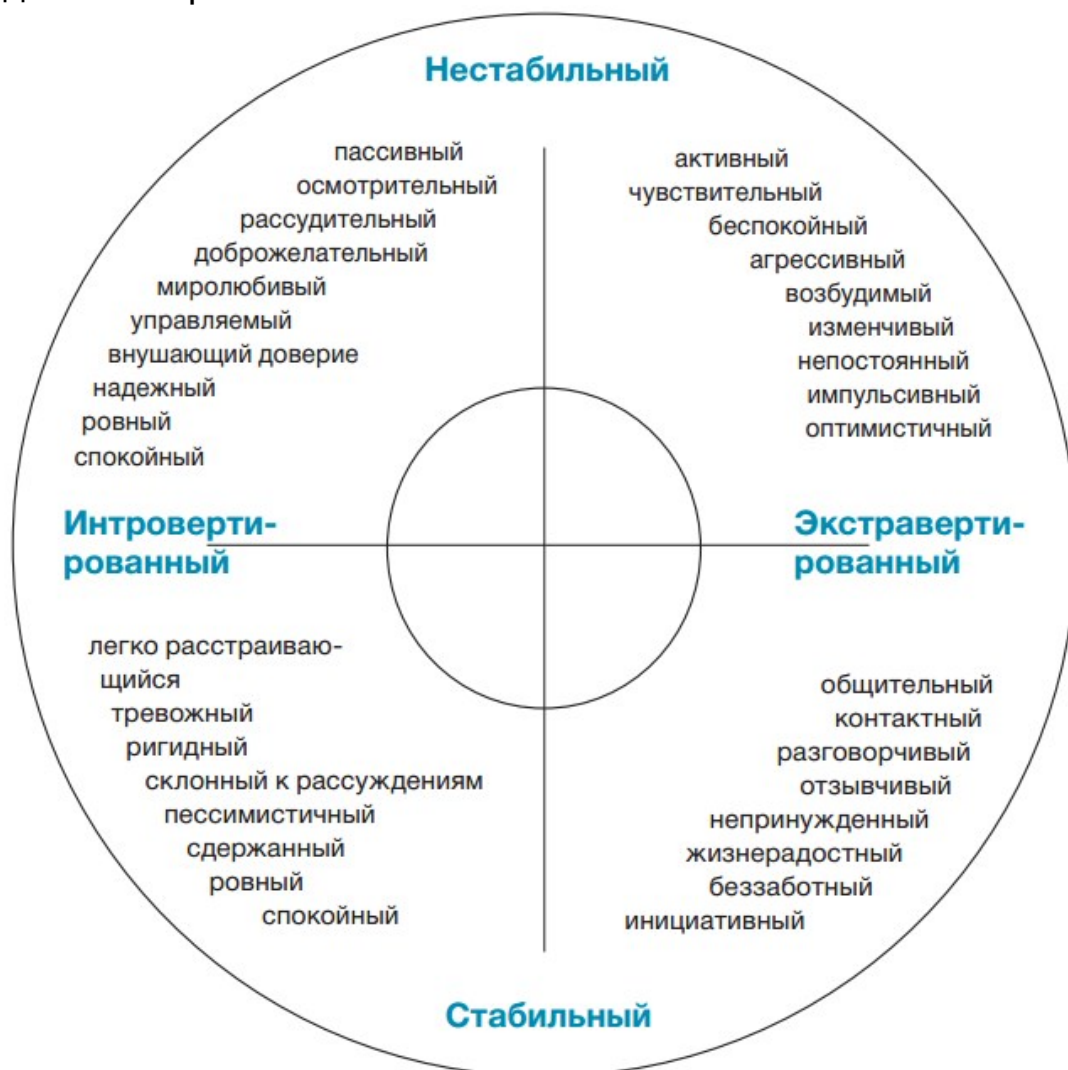 Нестабильный
пассивный
осмотрительный
рассудительный
доброжелательный
миролюбивый
управляемый
внушающий доверие
надежный
ровный
спокойный
активный
чувствительный
беспокойный
агрессивный
возбудимый
изменчивый
непостоянный
импульсивный
оптимистичный
Интроверти-
рованный
Экстраверти-
рованный
легко расстраиваю-
щийся
тревожный
ригидный
склонный к рассуждениям
пессимистичный
сдержанный
ровный
спокойный
общительный
контактный
разговорчивый
отзывчивый
непринужденный
жизнерадостный
беззаботный
инициативный
Стабильный